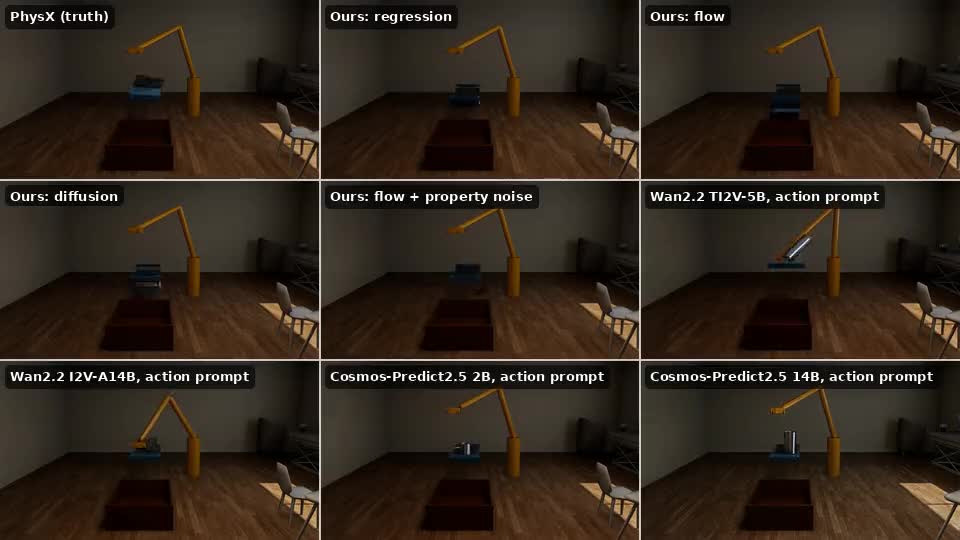 PhysX (truth)
Ours: regression
Ours: flow
Ours: diffusion
Ours: flow + property noise
Wan2.2 TI2V-5B, action prompt
Wan2.2 I2V-A14B, action prompt
Cosmos-Predict2.5 2B, action prompt
Cosmos-Predict2.5 14B, action prompt